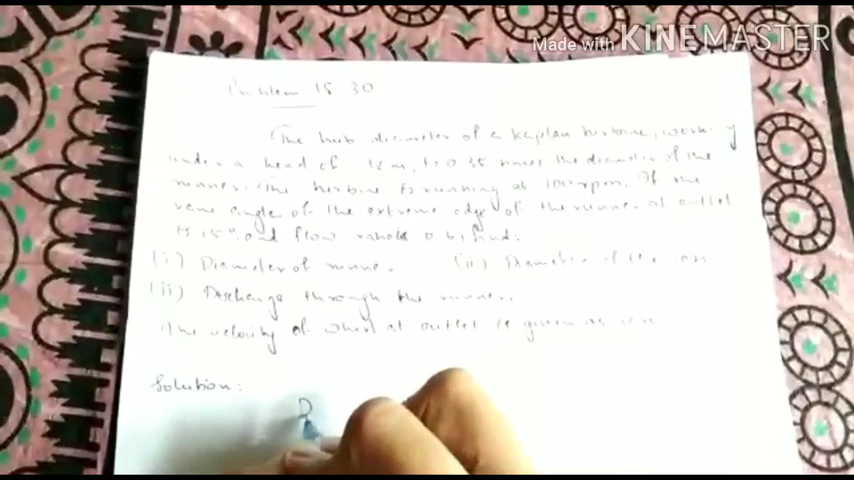 Made with KINEMASTER
Problem 18.30
The hub diameter of a Kaplan turbine, working
under a head of 12 m, is 0.35 times the diameter of the
runner. The turbine is running at 100 rpm. If the
vane angle of the extreme edge of the runner at outlet
is 15° and flow ratio 0.6, find.
(i) Diameter of runner. (ii) Diameter of the
(iii) Discharge through the runner.
The velocity of whirl at outlet is given as
Solution:
D